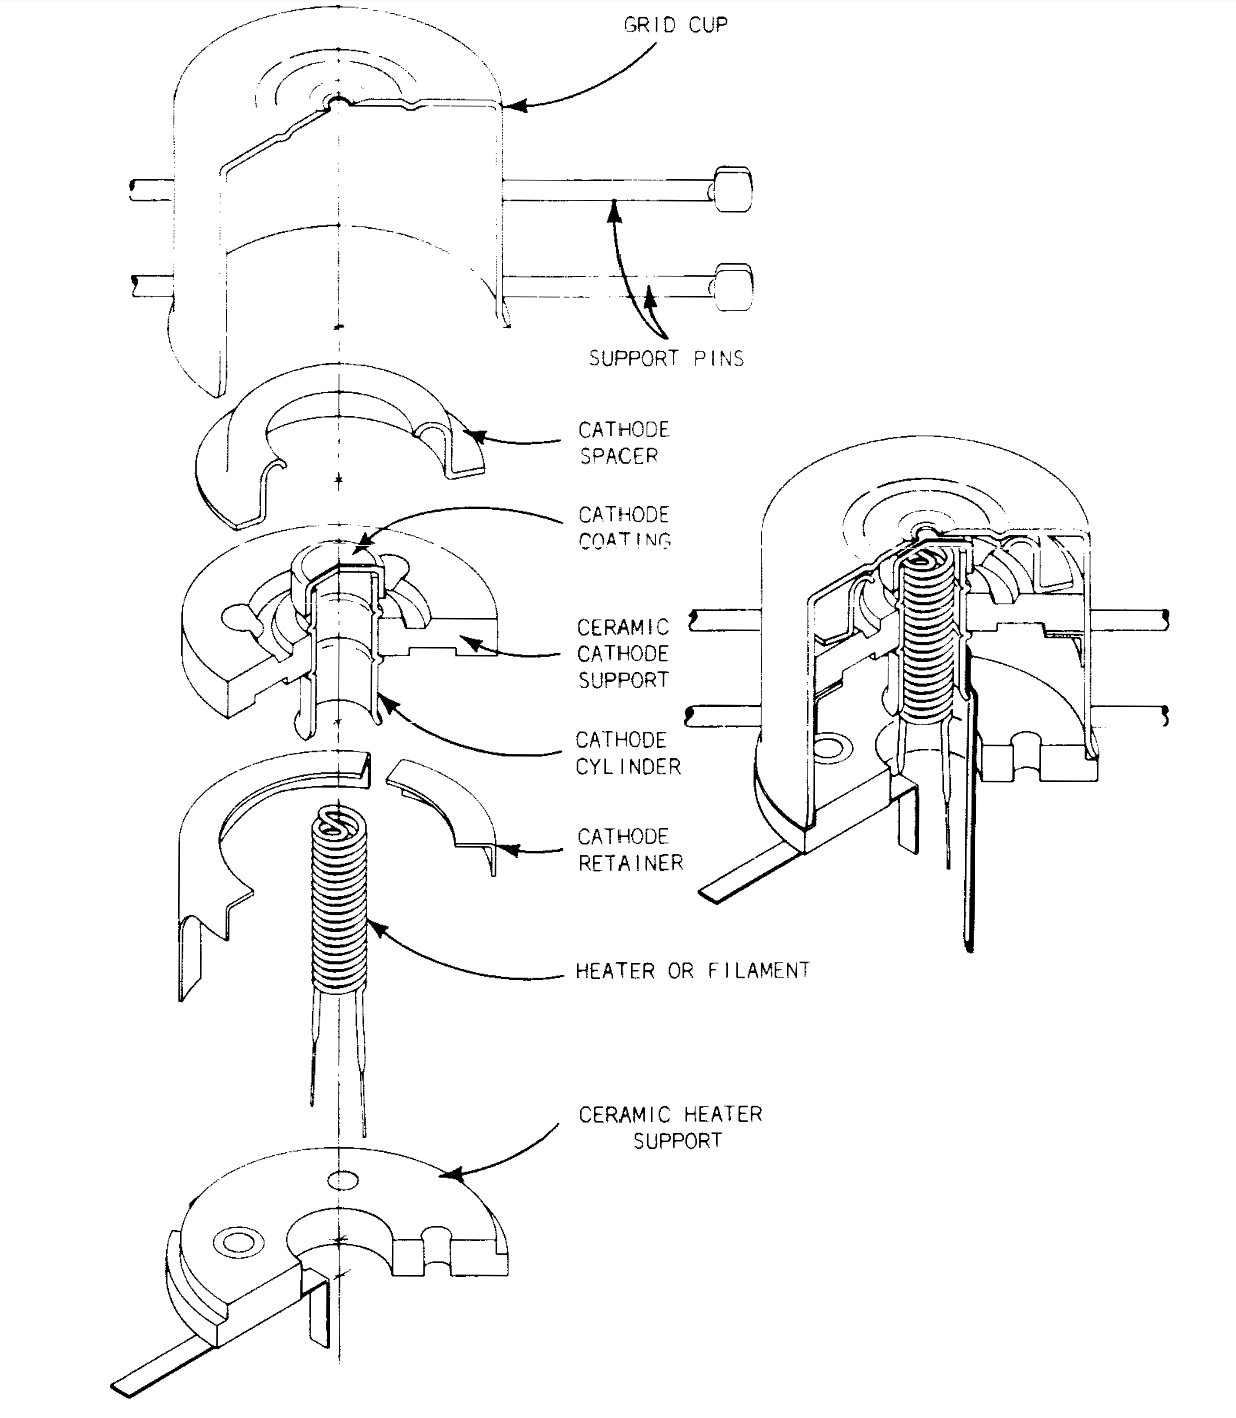 GRID CUP
SUPPORT PINS
CATHODE
SPACER
CATHODE
COATING
CERAMIC
CATHODE
SUPPORT
CATHODE
CYLINDER
CATHODE
RETAINER
HEATER OR FILAMENT
CERAMIC HEATER
SUPPORT